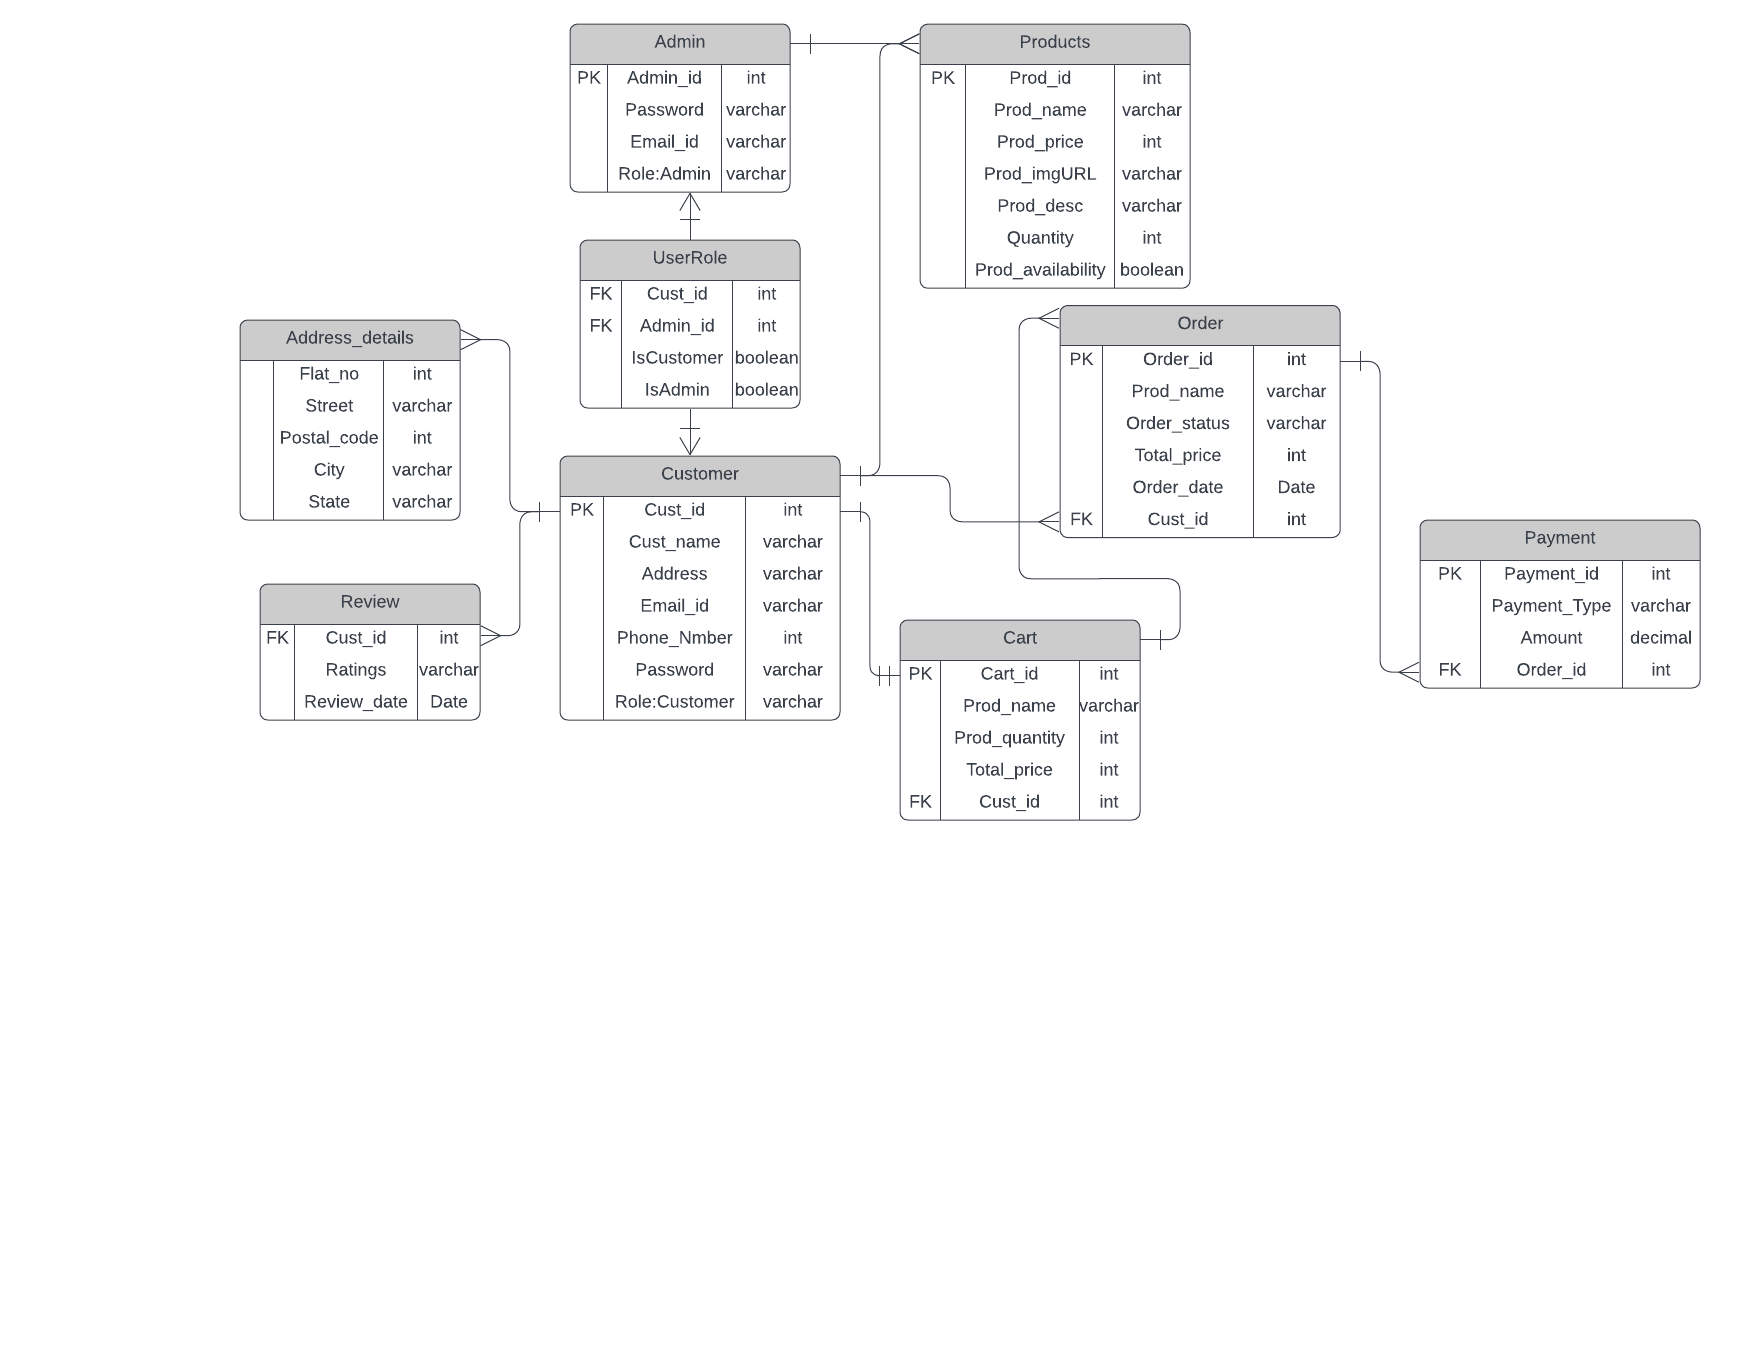 Admin
PK Admin_id int
Password varchar
Email_id varchar
Role:Admin varchar
Products
PK Prod_id int
Prod_name varchar
Prod_price int
Prod_imgURL varchar
Prod_desc varchar
Quantity int
Prod_availability boolean
UserRole
FK Cust_id int
FK Admin_id int
IsCustomer boolean
IsAdmin boolean
Address_details
Flat_no int
Street varchar
Postal_code int
City varchar
State varchar
Order
PK Order_id int
Prod_name varchar
Order_status varchar
Total_price int
Order_date Date
FK Cust_id int
Customer
PK Cust_id int
Cust_name varchar
Address varchar
Email_id varchar
Phone_Nmber int
Password varchar
Role:Customer varchar
Payment
PK Payment_id int
Payment_Type varchar
Amount decimal
FK Order_id int
Review
FK Cust_id int
Ratings varchar
Review_date Date
Cart
PK Cart_id int
Prod_name varchar
Prod_quantity int
Total_price int
FK Cust_id int